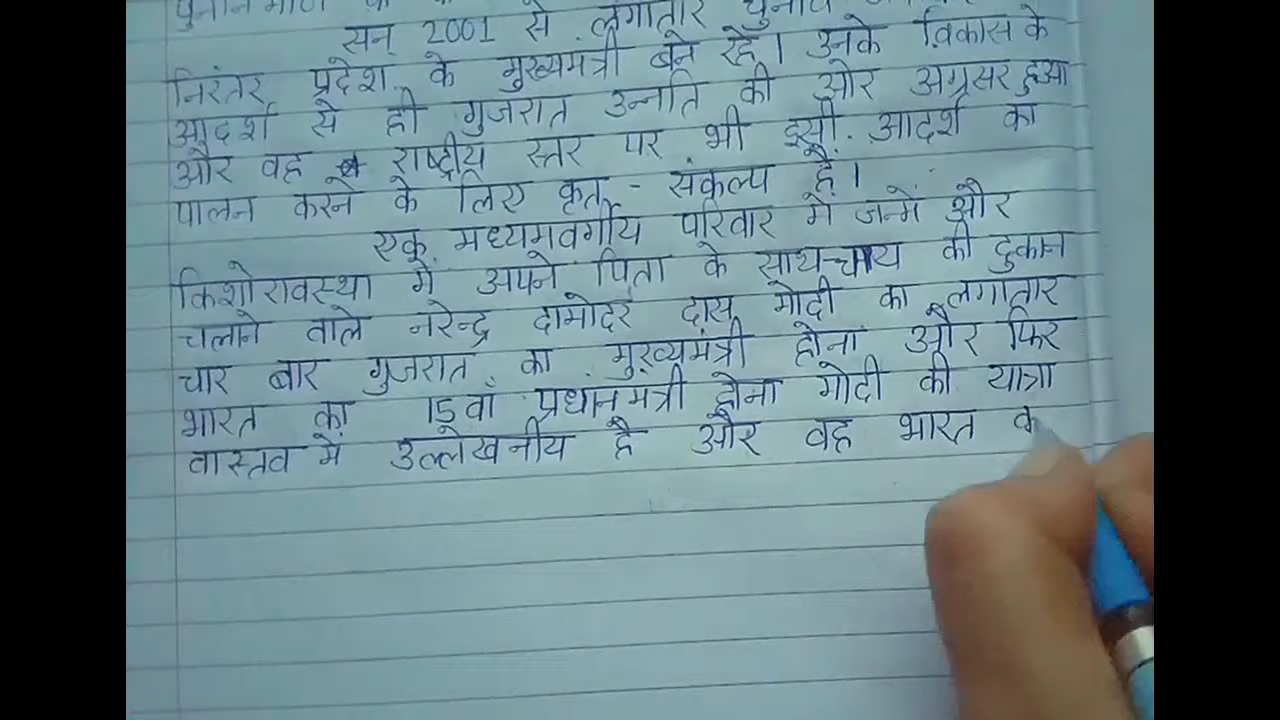 सन् 2001 से लगातार चुनाव
निरंतर प्रदेश के मुख्यमंत्री बने रहे। उनके विकास के
आदर्श से ही गुजरात उन्नति की ओर अग्रसर हुआ
और वह राष्ट्रीय स्तर पर भी इसी आदर्श का
पालन करने के लिए कृत - संकल्प है।
एक मध्यमवर्गीय परिवार में जन्में और
किशोरावस्था में अपने पिता के साथ चाय की दुकान
चलाने वाले नरेन्द्र दामोदर दास मोदी का लगातार
चार बार गुजरात का मुख्यमंत्री होना और फिर
भारत का 15वाँ प्रधानमंत्री होना मोदी की यात्रा
वास्तव में उल्लेखनीय है और वह भारत